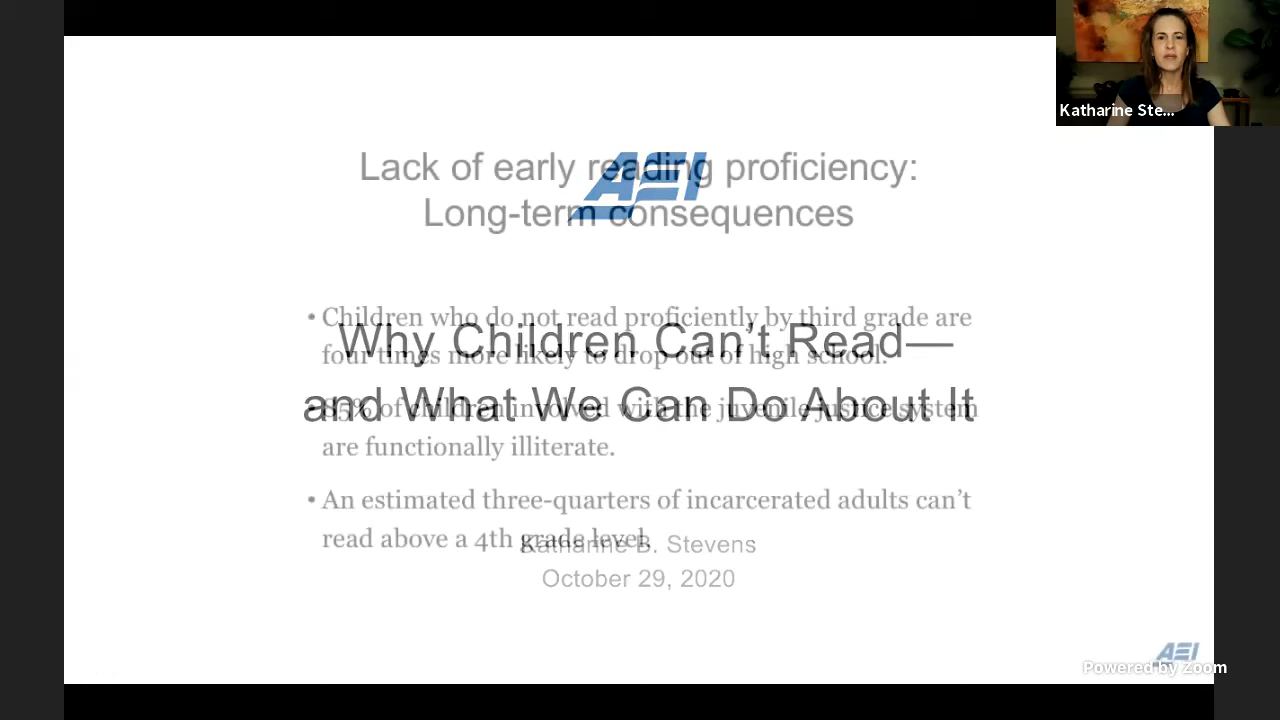 Katharine Ste...
AEI
Lack of early reading proficiency:
Long-term consequences
• Children who do not read proficiently by third grade are
four times more likely to drop out of high school.
Why Children Can't Read—
and What We Can Do About It
• 85% of children involved with the juvenile justice system
are functionally illiterate.
• An estimated three-quarters of incarcerated adults can't
read above a 4th grade level.
Katharine B. Stevens
October 29, 2020
AEI
Powered by Zoom